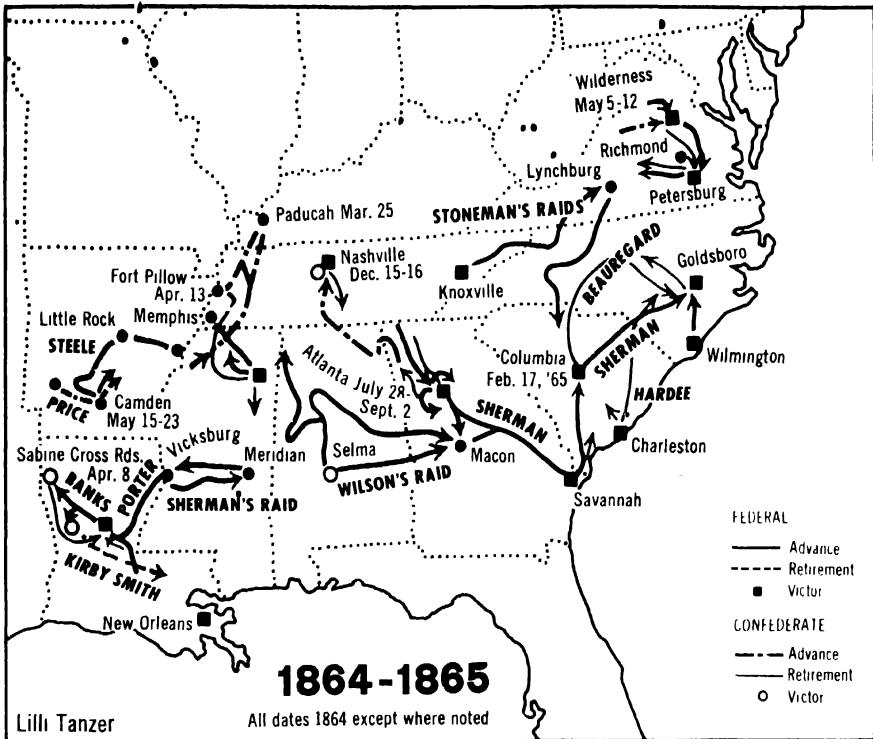 Wilderness
May 5-12
Richmond
Lynchburg
Petersburg
Paducah Mar. 25
STONEMAN'S RAIDS
Nashville
Dec. 15-16
BEAUREGARD
Goldsboro
Fort Pillow
Apr. 13
Knoxville
Memphis
Little Rock
STEELE
Atlanta July 28-
Sept. 2
Columbia
Feb. 17, '65
SHERMAN
Wilmington
PRICE
Camden
May 15-23
SHERMAN
HARDEE
Vicksburg
Sabine Cross Rds.
Apr. 8
Meridian
Selma
Macon
Charleston
BANKS
PORTER
SHERMAN'S RAID
WILSON'S RAID
Savannah
KIRBY SMITH
New Orleans
FEDERAL
Advance
Retirement
Victor
CONFEDERATE
Advance
Retirement
Victor
1864-1865
All dates 1864 except where noted
Lilli Tanzer